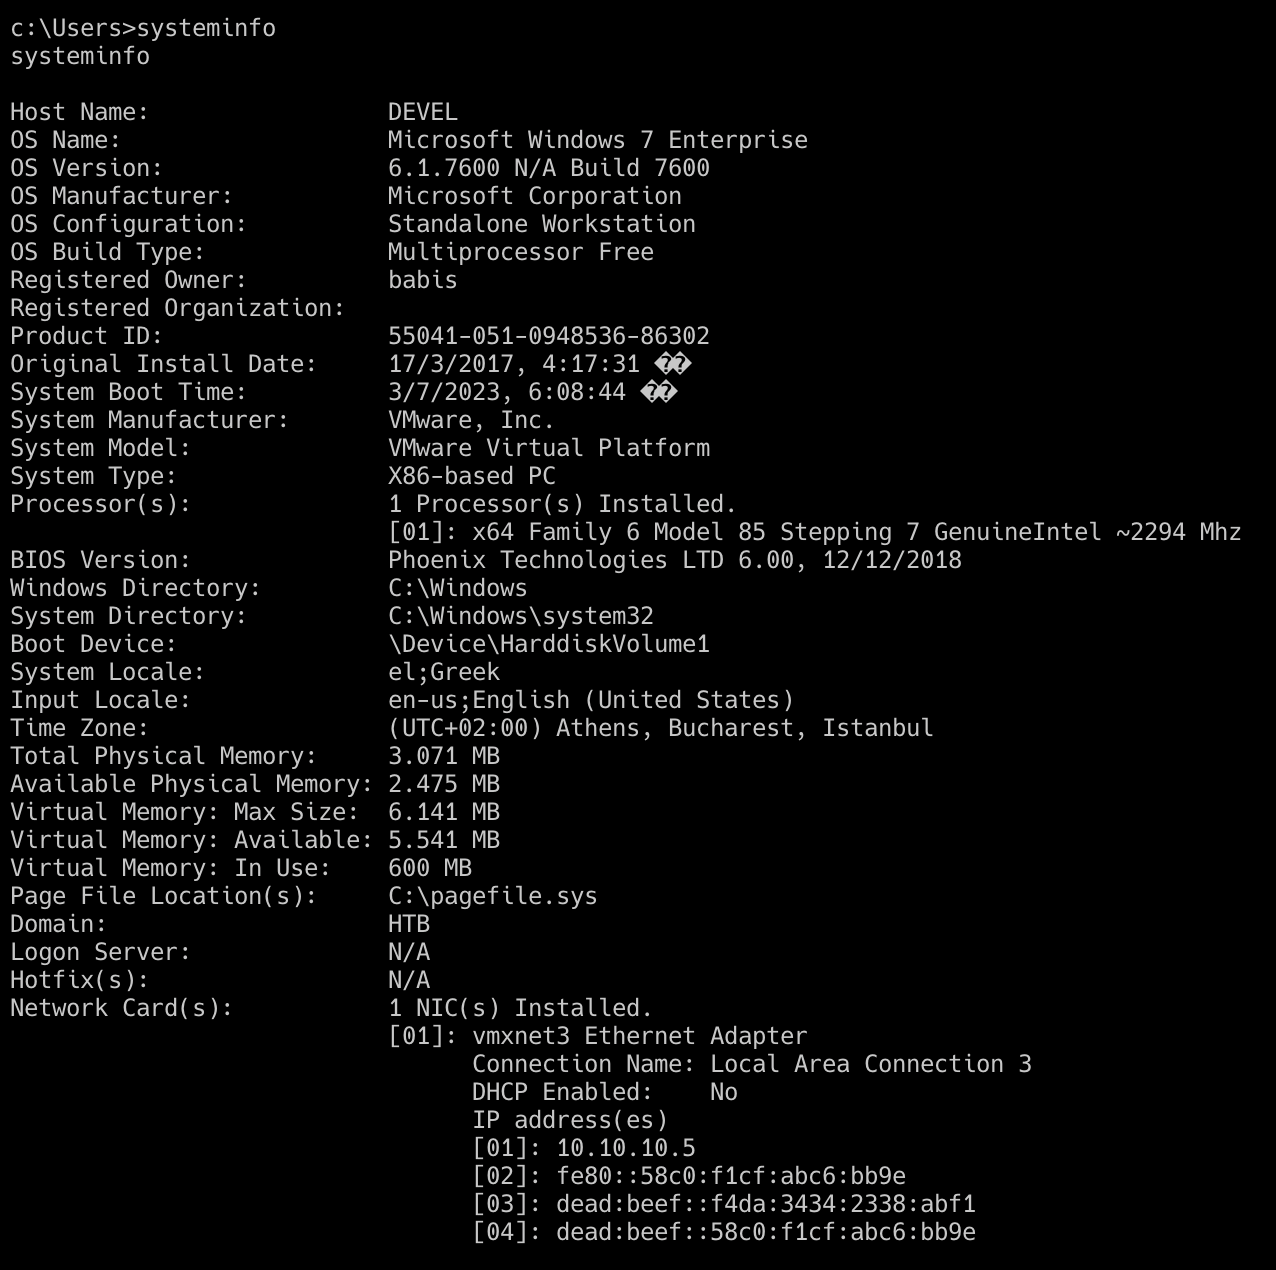 c:\Users>systeminfo
systeminfo
Host Name:                 DEVEL
OS Name:                   Microsoft Windows 7 Enterprise
OS Version:                6.1.7600 N/A Build 7600
OS Manufacturer:           Microsoft Corporation
OS Configuration:          Standalone Workstation
OS Build Type:             Multiprocessor Free
Registered Owner:          babis
Registered Organization:
Product ID:                55041-051-0948536-86302
Original Install Date:     17/3/2017, 4:17:31 ��
System Boot Time:          3/7/2023, 6:08:44 ��
System Manufacturer:       VMware, Inc.
System Model:              VMware Virtual Platform
System Type:               X86-based PC
Processor(s):              1 Processor(s) Installed.
                           [01]: x64 Family 6 Model 85 Stepping 7 GenuineIntel ~2294 Mhz
BIOS Version:              Phoenix Technologies LTD 6.00, 12/12/2018
Windows Directory:         C:\Windows
System Directory:          C:\Windows\system32
Boot Device:               \Device\HarddiskVolume1
System Locale:             el;Greek
Input Locale:              en-us;English (United States)
Time Zone:                 (UTC+02:00) Athens, Bucharest, Istanbul
Total Physical Memory:     3.071 MB
Available Physical Memory: 2.475 MB
Virtual Memory: Max Size:  6.141 MB
Virtual Memory: Available: 5.541 MB
Virtual Memory: In Use:    600 MB
Page File Location(s):     C:\pagefile.sys
Domain:                    HTB
Logon Server:              N/A
Hotfix(s):                 N/A
Network Card(s):           1 NIC(s) Installed.
                           [01]: vmxnet3 Ethernet Adapter
                                 Connection Name: Local Area Connection 3
                                 DHCP Enabled:    No
                                 IP address(es)
                                 [01]: 10.10.10.5
                                 [02]: fe80::58c0:f1cf:abc6:bb9e
                                 [03]: dead:beef::f4da:3434:2338:abf1
                                 [04]: dead:beef::58c0:f1cf:abc6:bb9e